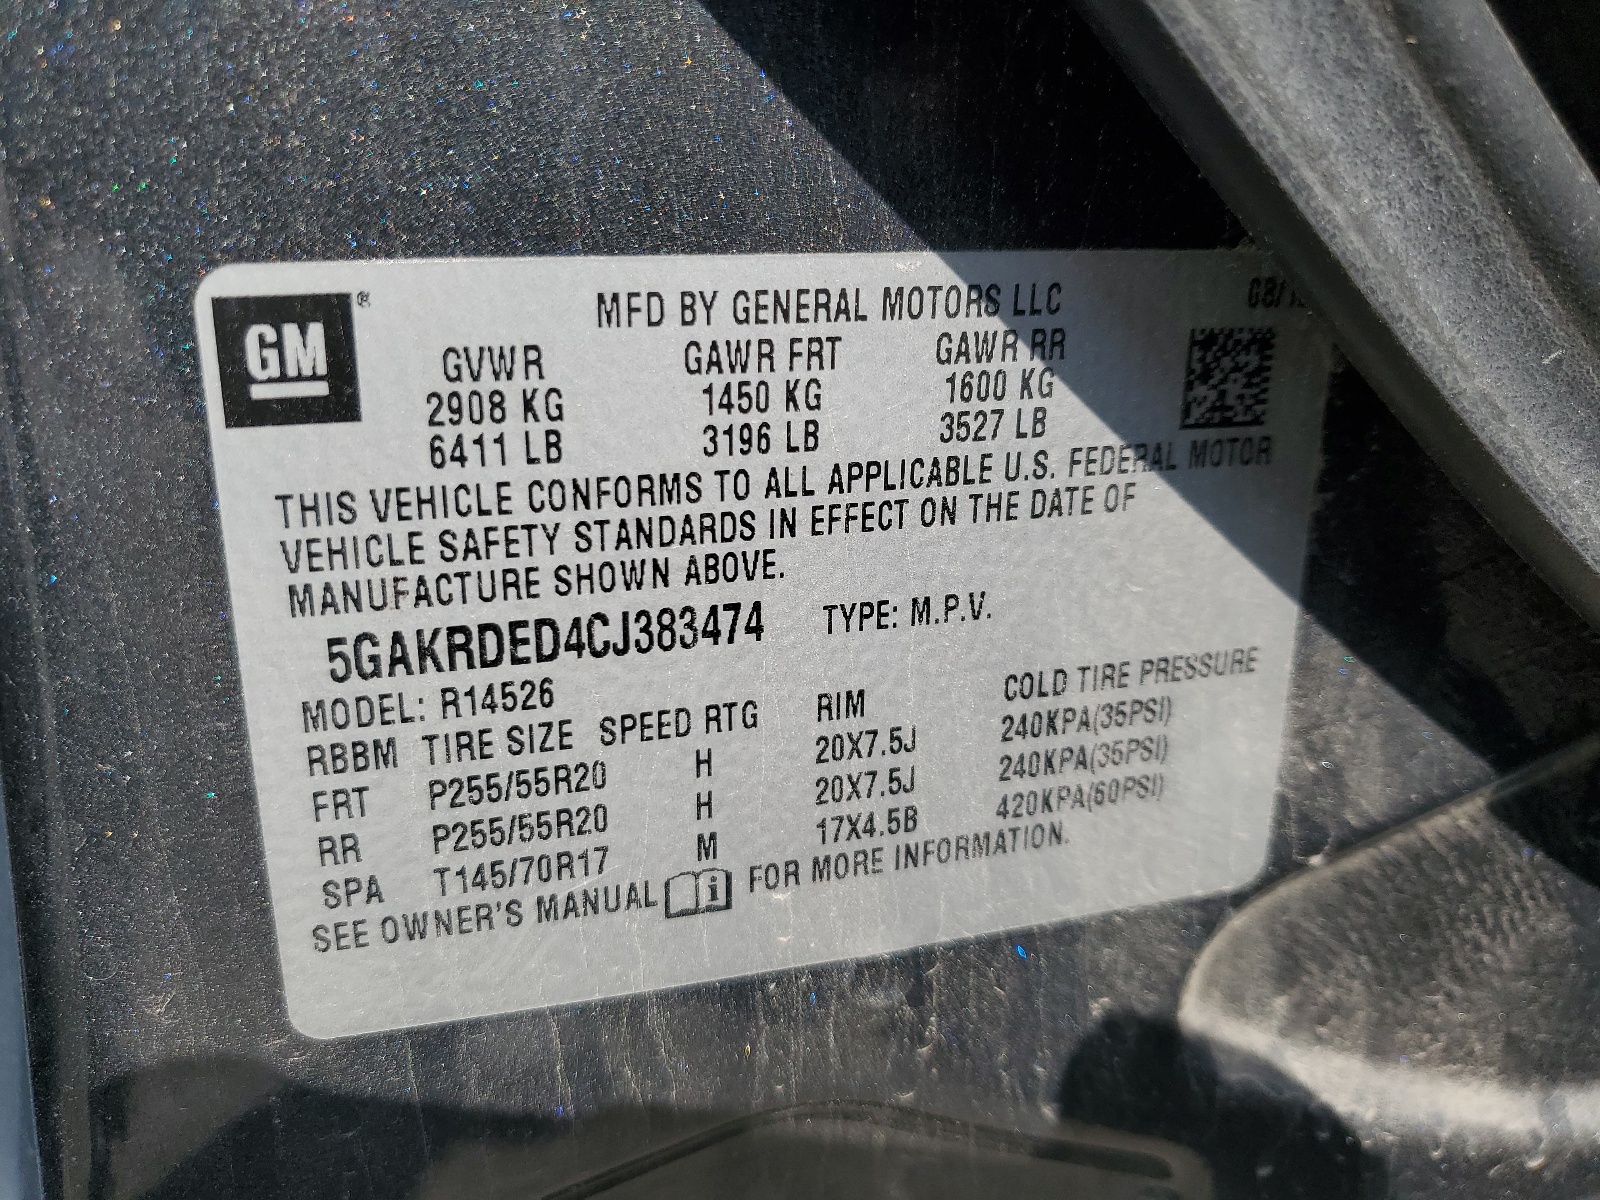 GM ®
MFD BY GENERAL MOTORS LLC
GVWR GAWR FRT GAWR RR
2908 KG 1450 KG 1600 KG
6411 LB 3196 LB 3527 LB
THIS VEHICLE CONFORMS TO ALL APPLICABLE U.S. FEDERAL MOTOR
VEHICLE SAFETY STANDARDS IN EFFECT ON THE DATE OF
MANUFACTURE SHOWN ABOVE.
5GAKRDED4CJ383474 TYPE: M.P.V.
MODEL: R14526
RBBM TIRE SIZE SPEED RTG RIM COLD TIRE PRESSURE
FRT P255/55R20 H 20X7.5J 240KPA(35PSI)
RR P255/55R20 H 20X7.5J 240KPA(35PSI)
SPA T145/70R17 M 17X4.5B 420KPA(60PSI)
SEE OWNER'S MANUAL i FOR MORE INFORMATION.